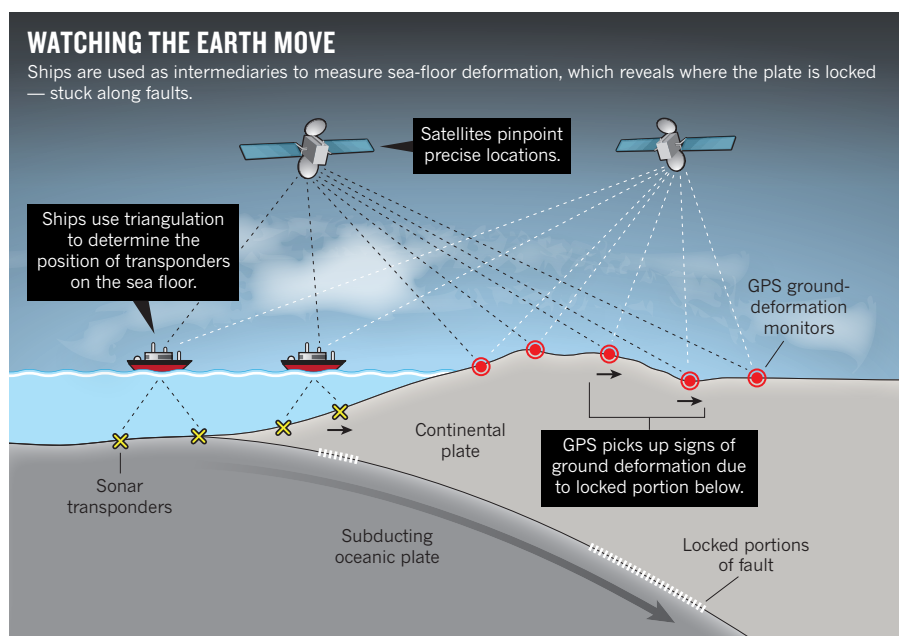 WATCHING THE EARTH MOVE
Ships are used as intermediaries to measure sea-floor deformation, which reveals where the plate is locked
— stuck along faults.
Satellites pinpoint
precise locations.
Ships use triangulation
to determine the
position of transponders
on the sea floor.
GPS ground-
deformation
monitors
Continental
plate
GPS picks up signs of
ground deformation due
to locked portion below.
Sonar
transponders
Subducting
oceanic plate
Locked portions
of fault